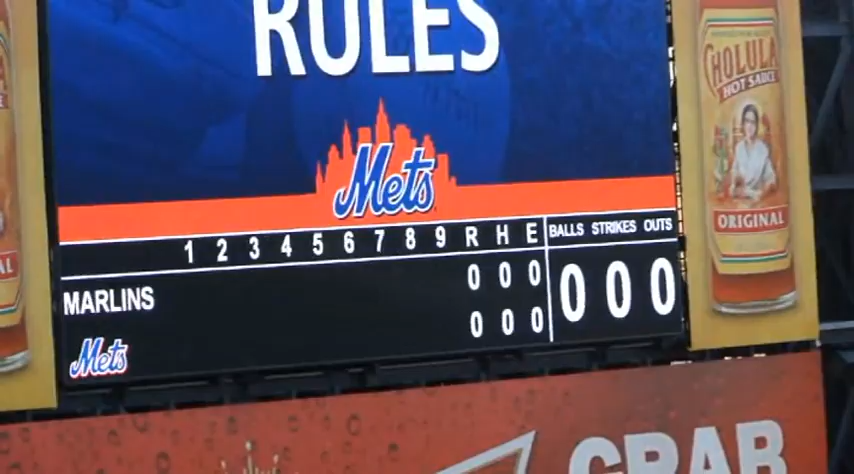 RULES
Mets
1 2 3 4 5 6 7 8 9 R H E BALLS STRIKES OUTS
MARLINS 0 0 0 0 0 0
Mets 0 0 0
CHOLULA
HOT SAUCE
ORIGINAL
GRAB